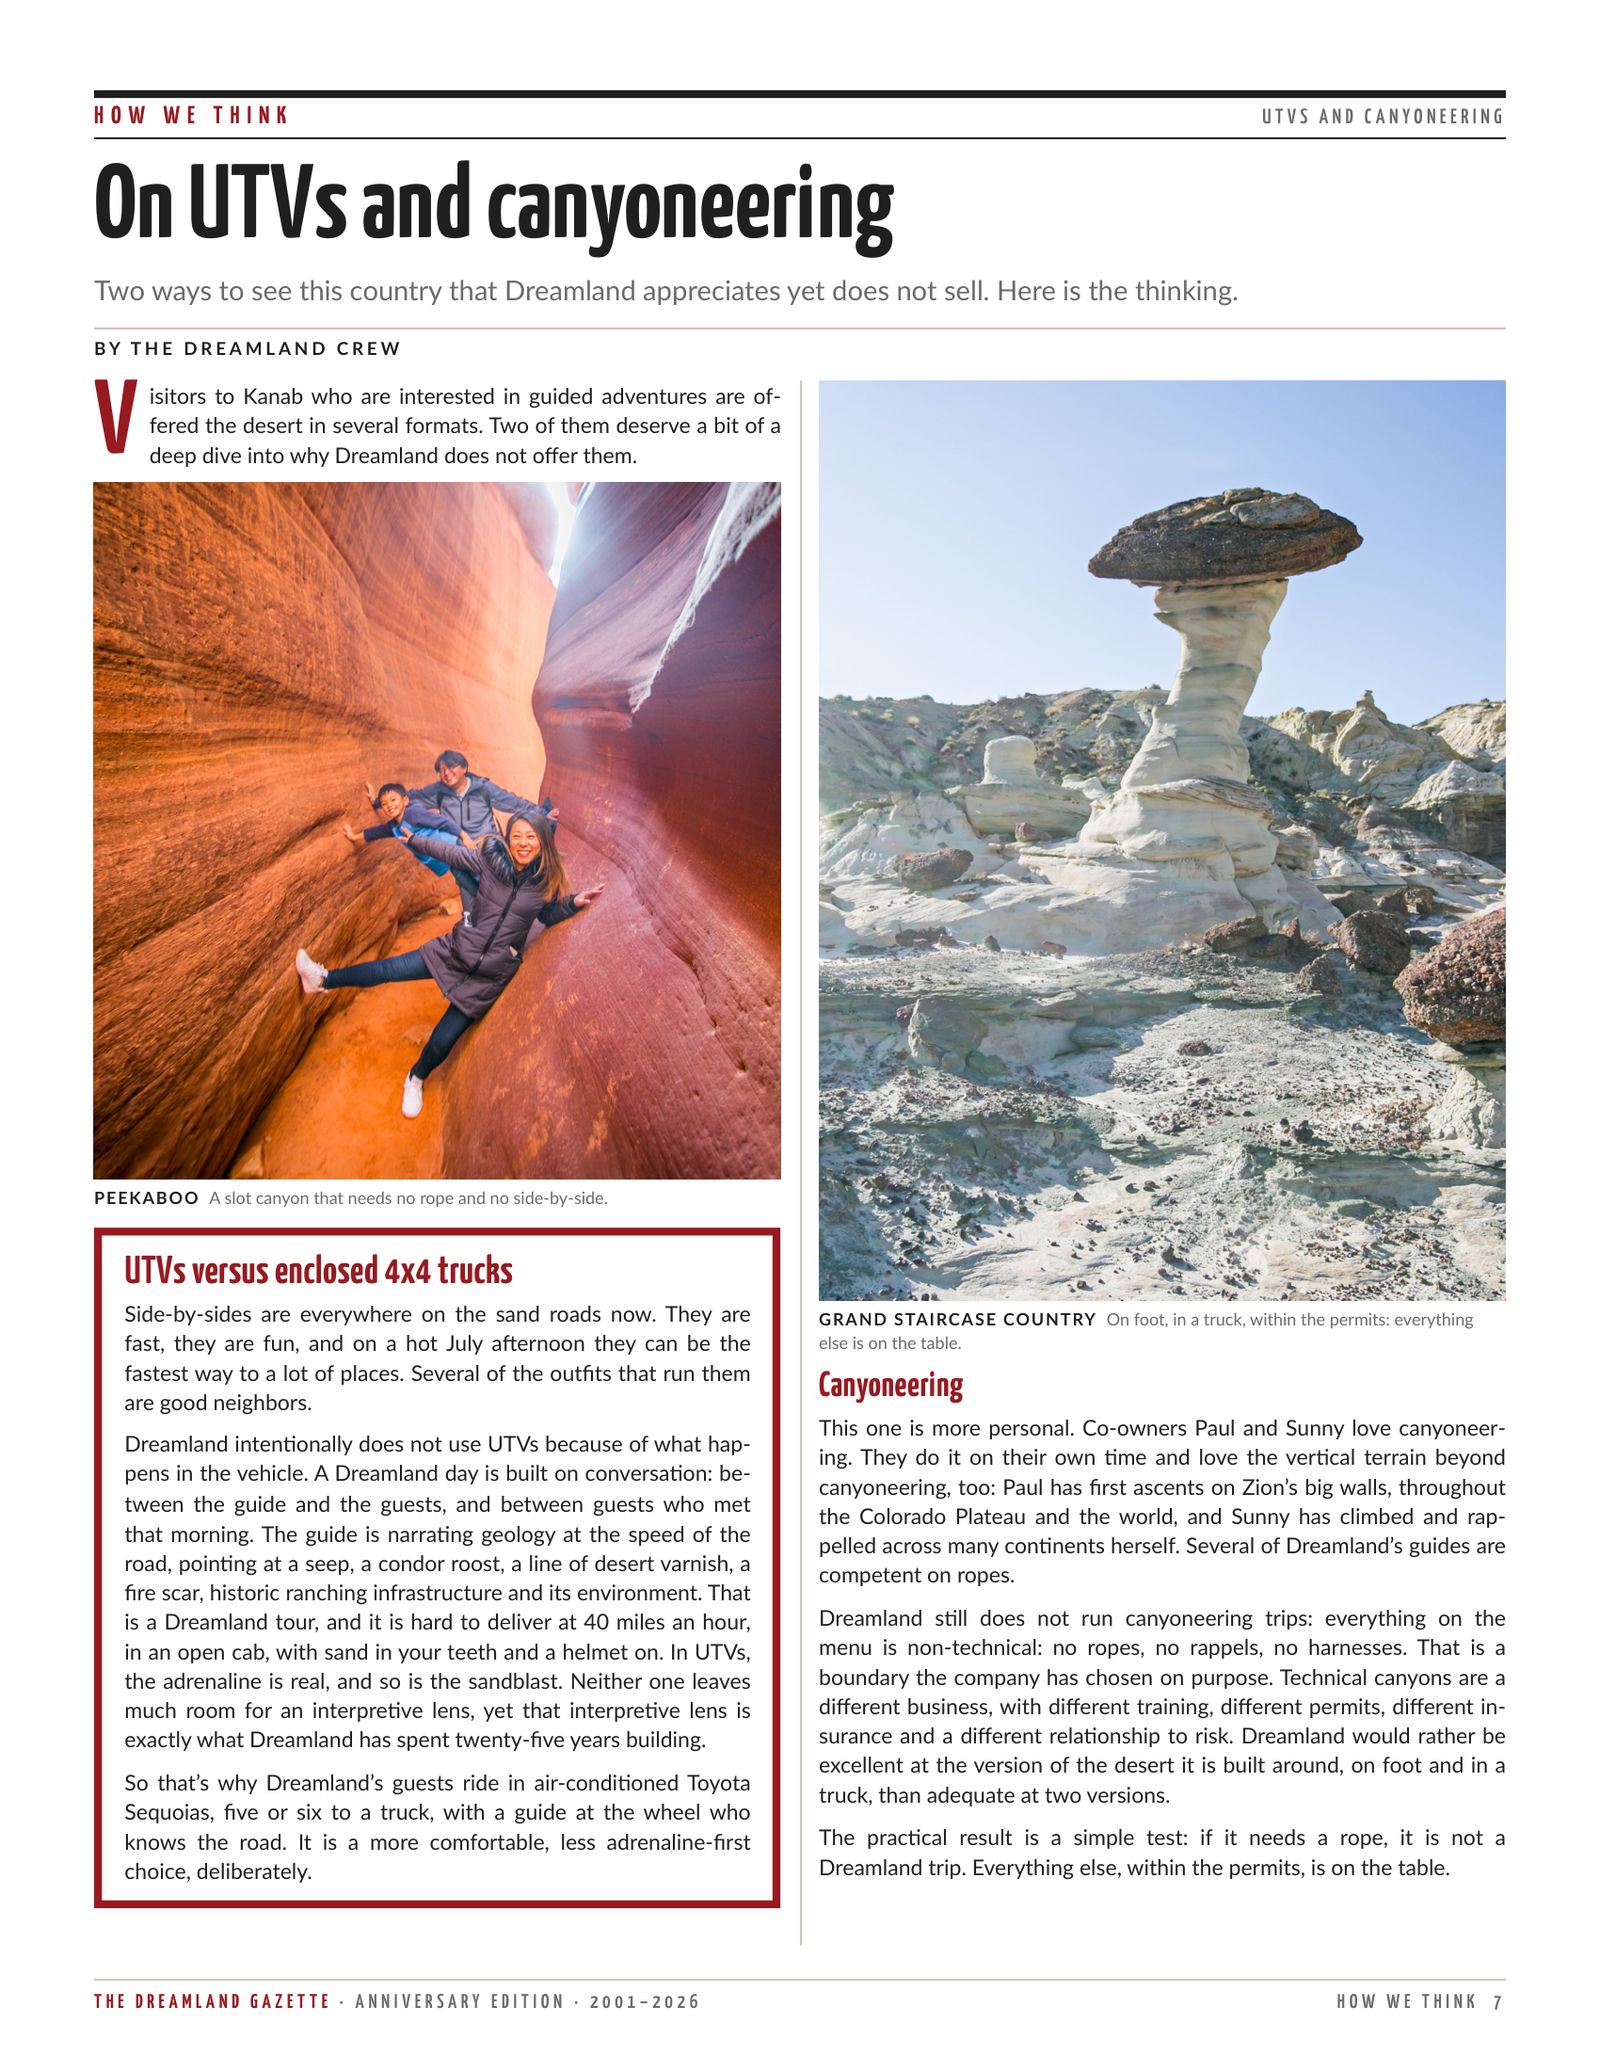 HOW WE THINK
UTVS AND CANYONEERING
On UTVs and canyoneering
Two ways to see this country that Dreamland appreciates yet does not sell. Here is the thinking.
BY THE DREAMLAND CREW
Visitors to Kanab who are interested in guided adventures are of-
fered the desert in several formats. Two of them deserve a bit of a
deep dive into why Dreamland does not offer them.
PEEKABOO A slot canyon that needs no rope and no side-by-side.
UTVs versus enclosed 4x4 trucks
Side-by-sides are everywhere on the sand roads now. They are
fast, they are fun, and on a hot July afternoon they can be the
fastest way to a lot of places. Several of the outfits that run them
are good neighbors.
Dreamland intentionally does not use UTVs because of what hap-
pens in the vehicle. A Dreamland day is built on conversation: be-
tween the guide and the guests, and between guests who met
that morning. The guide is narrating geology at the speed of the
road, pointing at a seep, a condor roost, a line of desert varnish, a
fire scar, historic ranching infrastructure and its environment. That
is a Dreamland tour, and it is hard to deliver at 40 miles an hour,
in an open cab, with sand in your teeth and a helmet on. In UTVs,
the adrenaline is real, and so is the sandblast. Neither one leaves
much room for an interpretive lens, yet that interpretive lens is
exactly what Dreamland has spent twenty-five years building.
So that's why Dreamland's guests ride in air-conditioned Toyota
Sequoias, five or six to a truck, with a guide at the wheel who
knows the road. It is a more comfortable, less adrenaline-first
choice, deliberately.
GRAND STAIRCASE COUNTRY On foot, in a truck, within the permits: everything
else is on the table.
Canyoneering
This one is more personal. Co-owners Paul and Sunny love canyoneer-
ing. They do it on their own time and love the vertical terrain beyond
canyoneering, too: Paul has first ascents on Zion's big walls, throughout
the Colorado Plateau and the world, and Sunny has climbed and rap-
pelled across many continents herself. Several of Dreamland's guides are
competent on ropes.
Dreamland still does not run canyoneering trips: everything on the
menu is non-technical: no ropes, no rappels, no harnesses. That is a
boundary the company has chosen on purpose. Technical canyons are a
different business, with different training, different permits, different in-
surance and a different relationship to risk. Dreamland would rather be
excellent at the version of the desert it is built around, on foot and in a
truck, than adequate at two versions.
The practical result is a simple test: if it needs a rope, it is not a
Dreamland trip. Everything else, within the permits, is on the table.
THE DREAMLAND GAZETTE · ANNIVERSARY EDITION · 2001–2026
HOW WE THINK 7